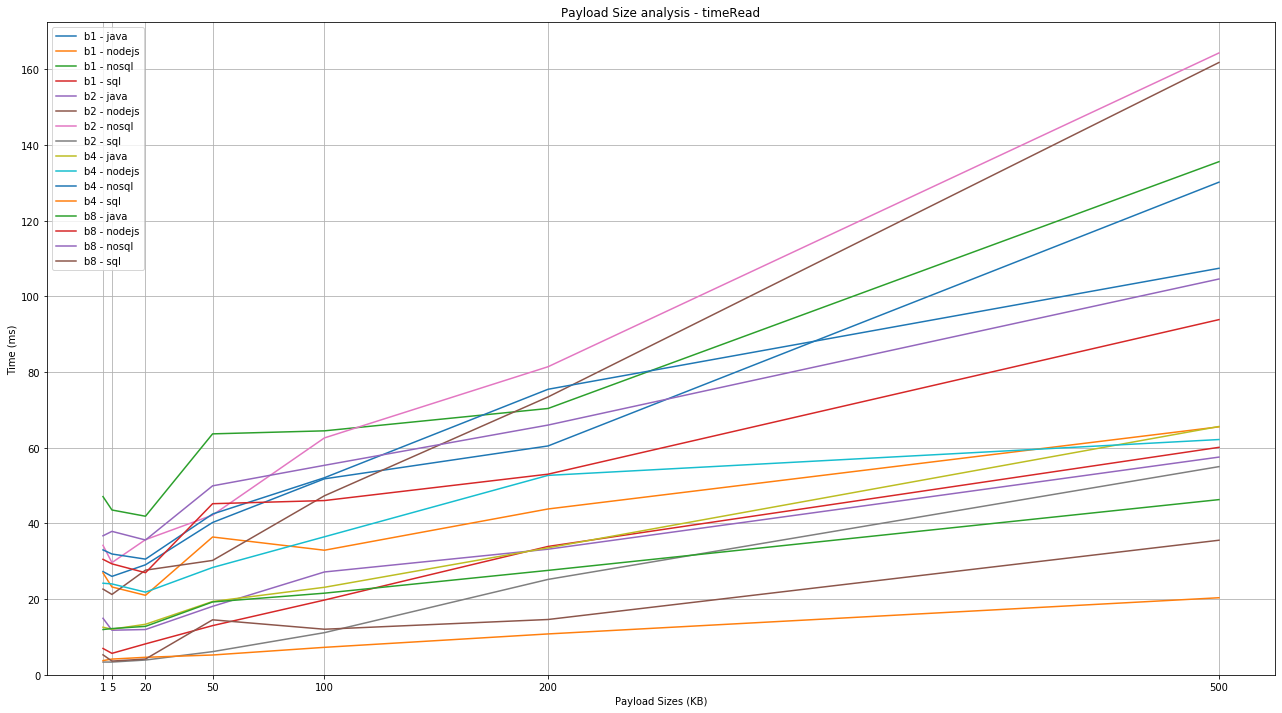 Payload Size analysis - timeRead
b1 - java
b1 - nodejs
b1 - nosql
b1 - sql
b2 - java
b2 - nodejs
b2 - nosql
b2 - sql
b4 - java
b4 - nodejs
b4 - nosql
b4 - sql
b8 - java
b8 - nodejs
b8 - nosql
b8 - sql
160
140
120
100
80
60
40
20
0
Time (ms)
1 5 20 50 100 200 500
Payload Sizes (KB)